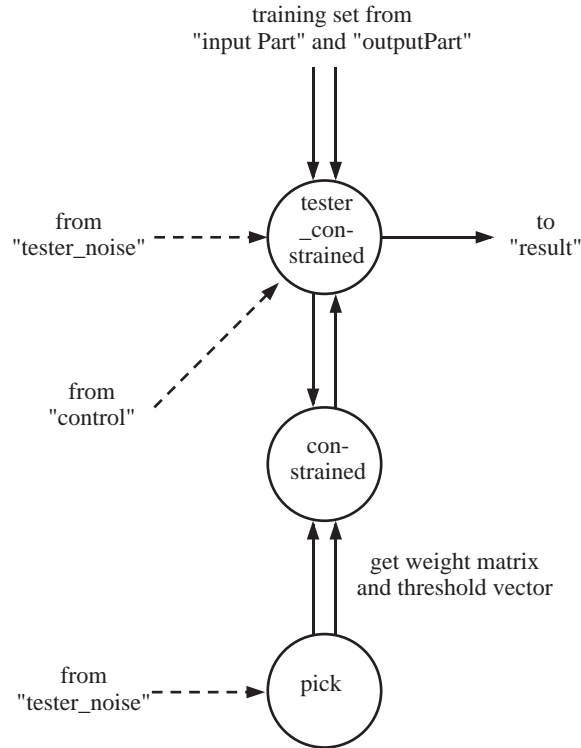 training set from
"input Part" and "outputPart"
tester
_con-
strained
from
"tester_noise"
to
"result"
from
"control"
con-
strained
get weight matrix
and threshold vector
from
"tester_noise"
pick